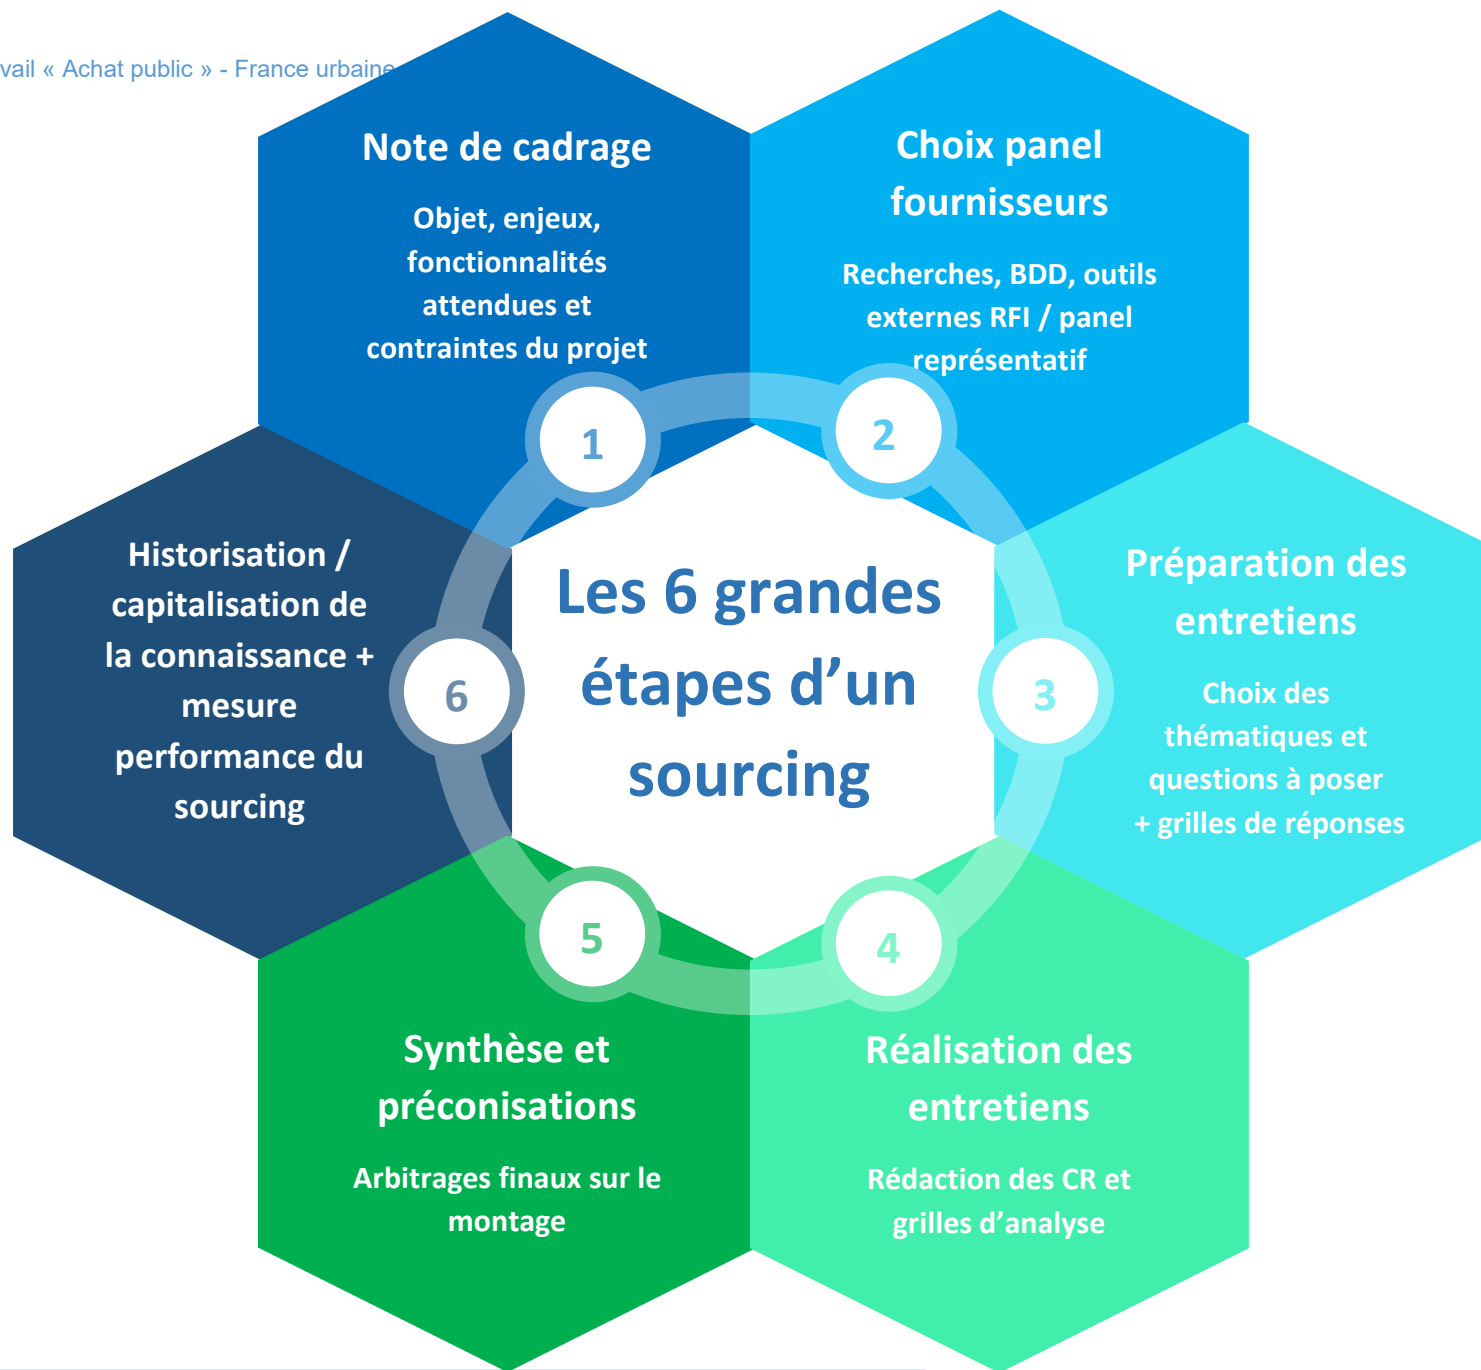 vail « Achat public » - France urbaine
Note de cadrage
Objet, enjeux,
fonctionnalités
attendues et
contraintes du projet
1
Choix panel
fournisseurs
Recherches, BDD, outils
externes RFI / panel
représentatif
2
Préparation des
entretiens
Choix des
thématiques et
questions à poser
+ grilles de réponses
3
Réalisation des
entretiens
Rédaction des CR et
grilles d’analyse
4
Synthèse et
préconisations
Arbitrages finaux sur le
montage
5
Historisation /
capitalisation de
la connaissance +
mesure
performance du
sourcing
6
Les 6 grandes
étapes d’un
sourcing